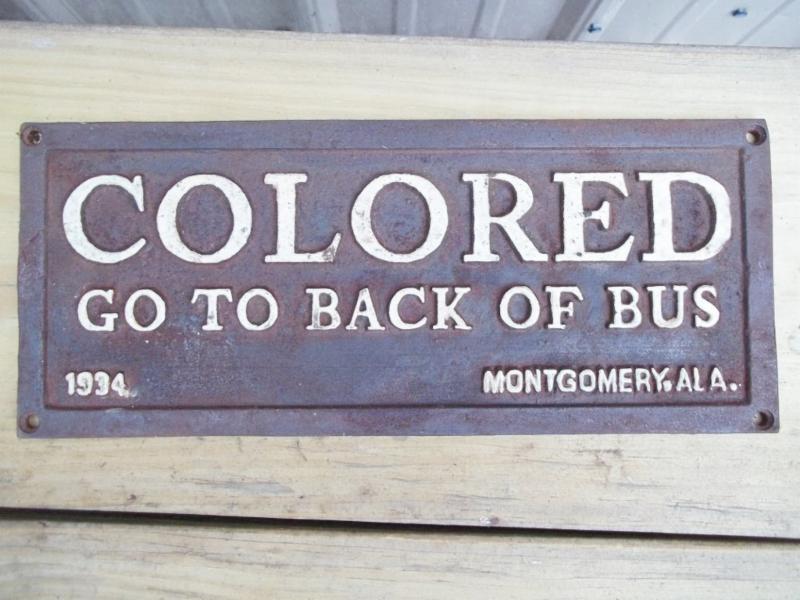 COLORED
GO TO BACK OF BUS
1934
MONTGOMERY. ALA.